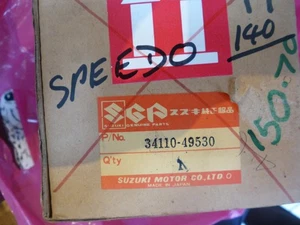 SPEEDO
140
150.70
SGP スズキ純正部品
SUZUKI GENUINE PARTS
P/No. 34110-49530
Q'ty 1
SUZUKI MOTOR CO.,LTD
MADE IN JAPAN